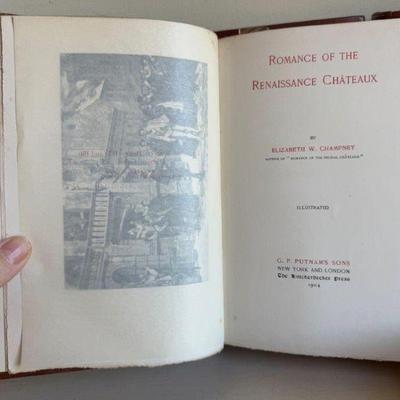 ROMANCE OF THE
RENAISSANCE CHÂTEAUX
BY
ELIZABETH W. CHAMPNEY
AUTHOR OF "ROMANCE OF THE FEUDAL CHÂTEAUX"
ILLUSTRATED
G. P. PUTNAM'S SONS
NEW YORK AND LONDON
The Knickerbocker Press
1904